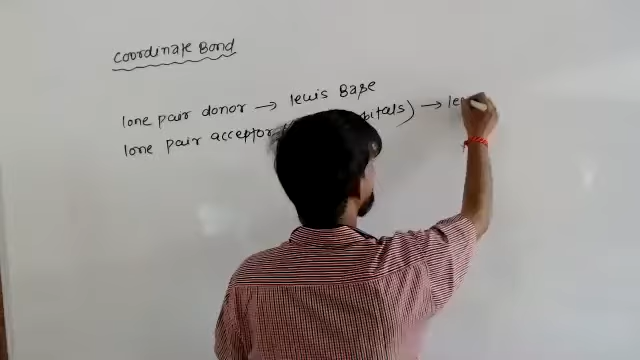 Coordinate Bond
lone pair donor → lewis Base
lone pair acceptor bitals) → le